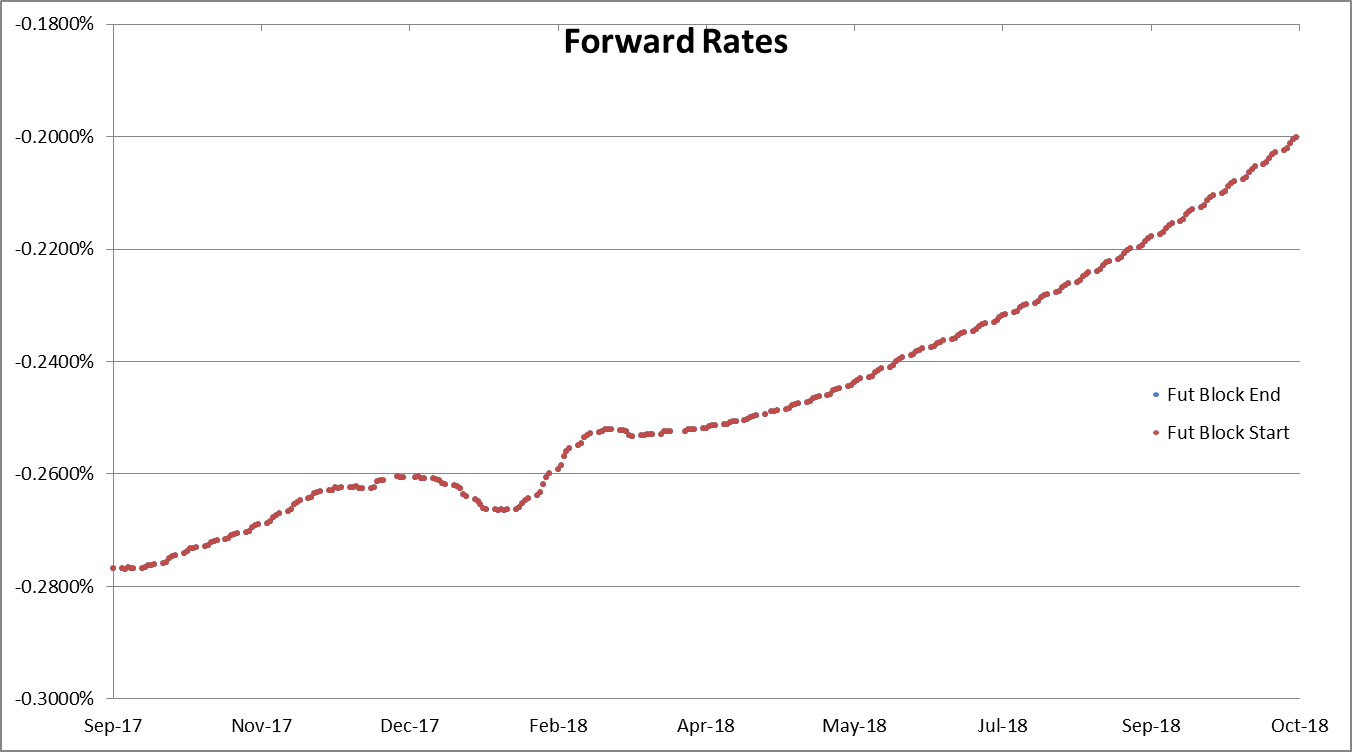 Forward Rates
-0.1800%
-0.2000%
-0.2200%
-0.2400%
-0.2600%
-0.2800%
-0.3000%
Fut Block End
Fut Block Start
Sep-17 Nov-17 Dec-17 Feb-18 Apr-18 May-18 Jul-18 Sep-18 Oct-18